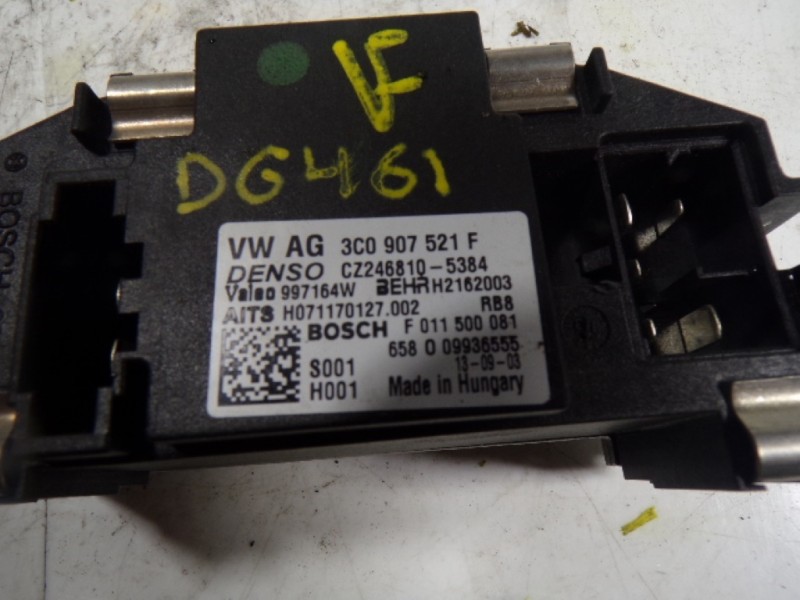 F
DG461
BOSCH
VW AG 3C0 907 521 F
DENSO CZ246810-5384
Valeo 997164W BEHR H2162003
AITS H071170127.002 RB8
BOSCH F 011 500 081
658 0 09936555
S001 13-09-03
H001 Made in Hungary